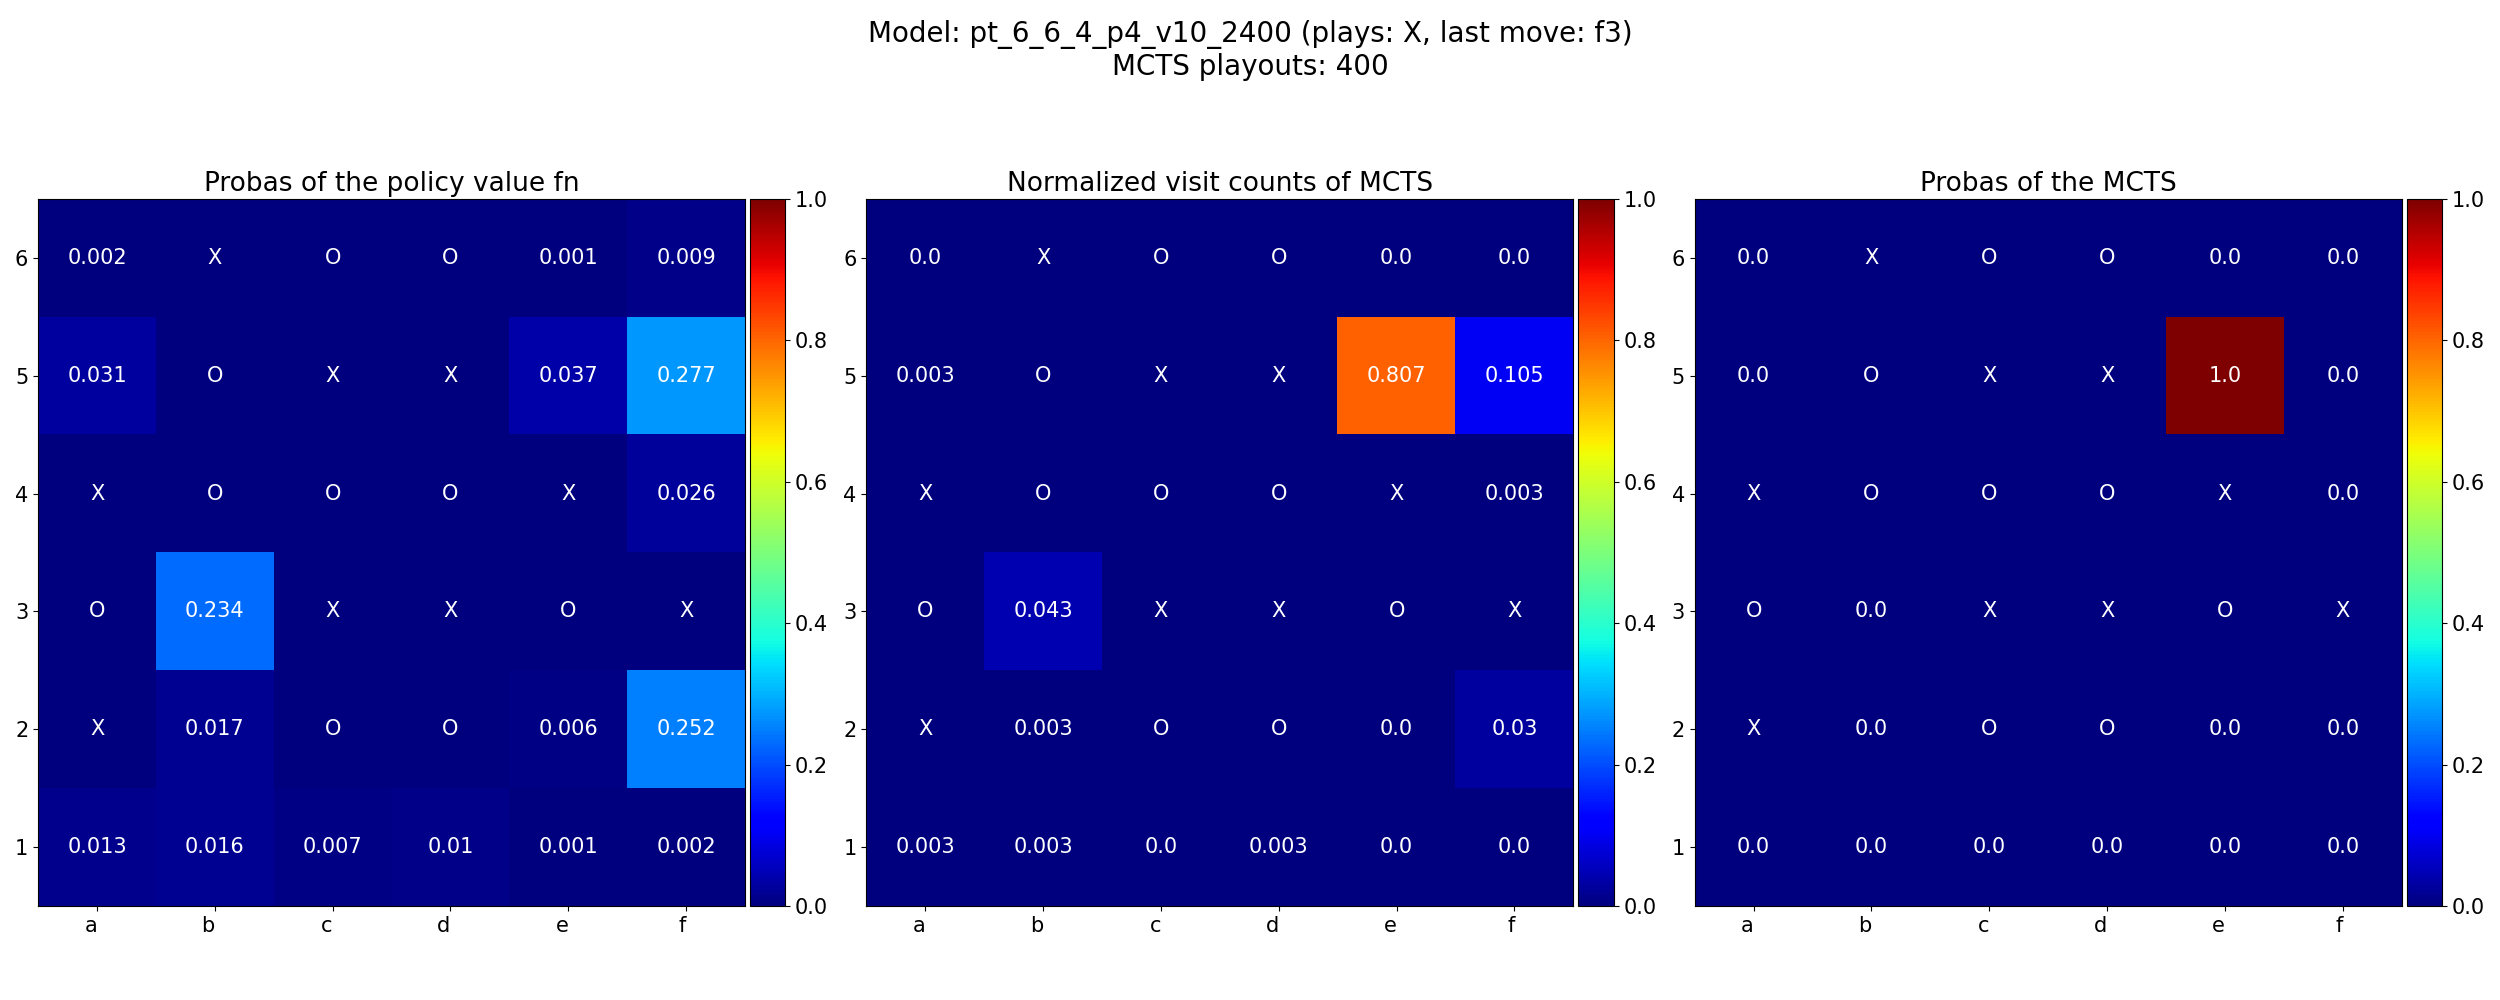 Model: pt_6_6_4_p4_v10_2400 (plays: X, last move: f3)
MCTS playouts: 400
Probas of the policy value fn
6 0.002 X O O 0.001 0.009
5 0.031 O X X 0.037 0.277
4 X O O O X 0.026
3 O 0.234 X X O X
2 X 0.017 O O 0.006 0.252
1 0.013 0.016 0.007 0.01 0.001 0.002
a b c d e f
1.0
0.8
0.6
0.4
0.2
0.0
Normalized visit counts of MCTS
6 0.0 X O O 0.0 0.0
5 0.003 O X X 0.807 0.105
4 X O O O X 0.003
3 O 0.043 X X O X
2 X 0.003 O O 0.0 0.03
1 0.003 0.003 0.0 0.003 0.0 0.0
a b c d e f
1.0
0.8
0.6
0.4
0.2
0.0
Probas of the MCTS
6 0.0 X O O 0.0 0.0
5 0.0 O X X 1.0 0.0
4 X O O O X 0.0
3 O 0.0 X X O X
2 X 0.0 O O 0.0 0.0
1 0.0 0.0 0.0 0.0 0.0 0.0
a b c d e f
1.0
0.8
0.6
0.4
0.2
0.0